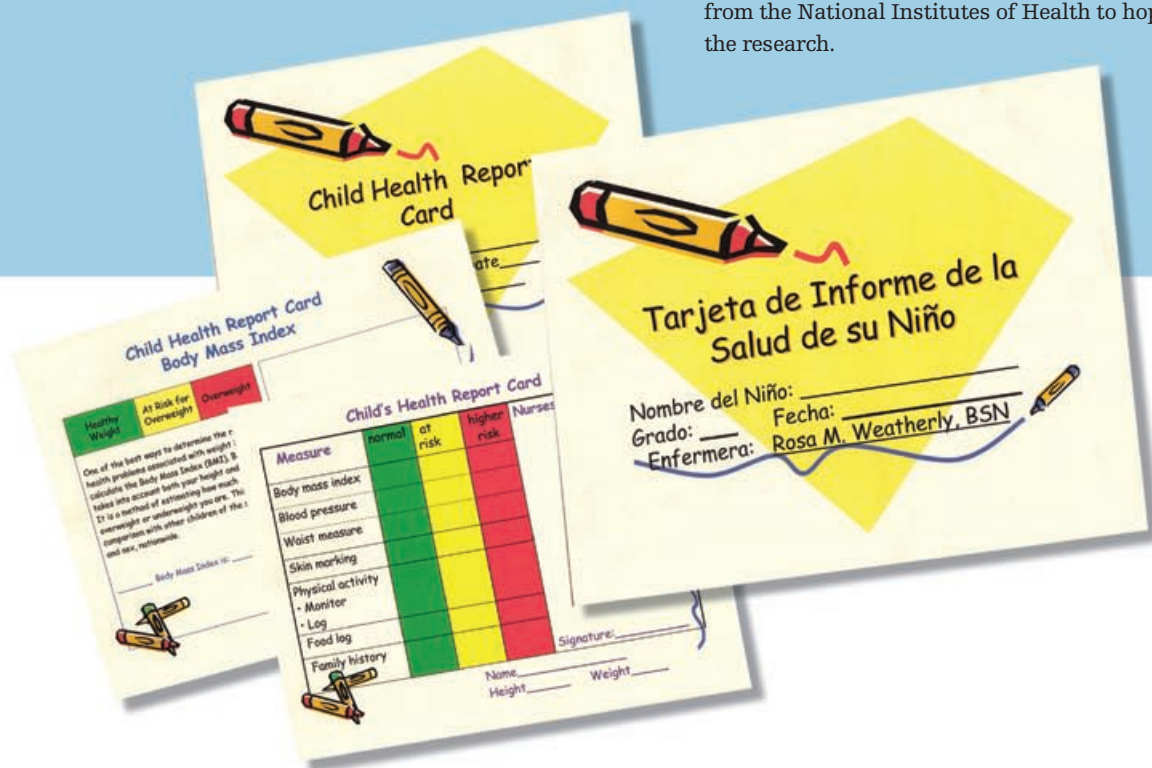 from the National Institutes of Health to
the research.
Child Health
Card
Tarjeta de Informe de la
Salud de su Niño
Nombre del Niño:
Grado:
Fecha:
Enfermera: Rosa M. Weatherly, BSN
Child Health Report Card
Body Mass Index
Healthy
Weight
At Risk for
Overweight
Overweight
One of the best ways to determine the
health problems associated with weight
calculate the Body Mass Index (BMI).
takes into account both your height and
It is a method of estimating how much
overweight or underweight you are.
comparison with other children of the
and sex, nationwide.
Body Mass Index is:
Child's Health Report Card
Measure
normal
at
risk
higher
risk
Body mass index
Blood pressure
Waist measure
Skin marking
Physical activity
• Monitor
• Log
Food log
Family history
Signature:
Name
Height Weight